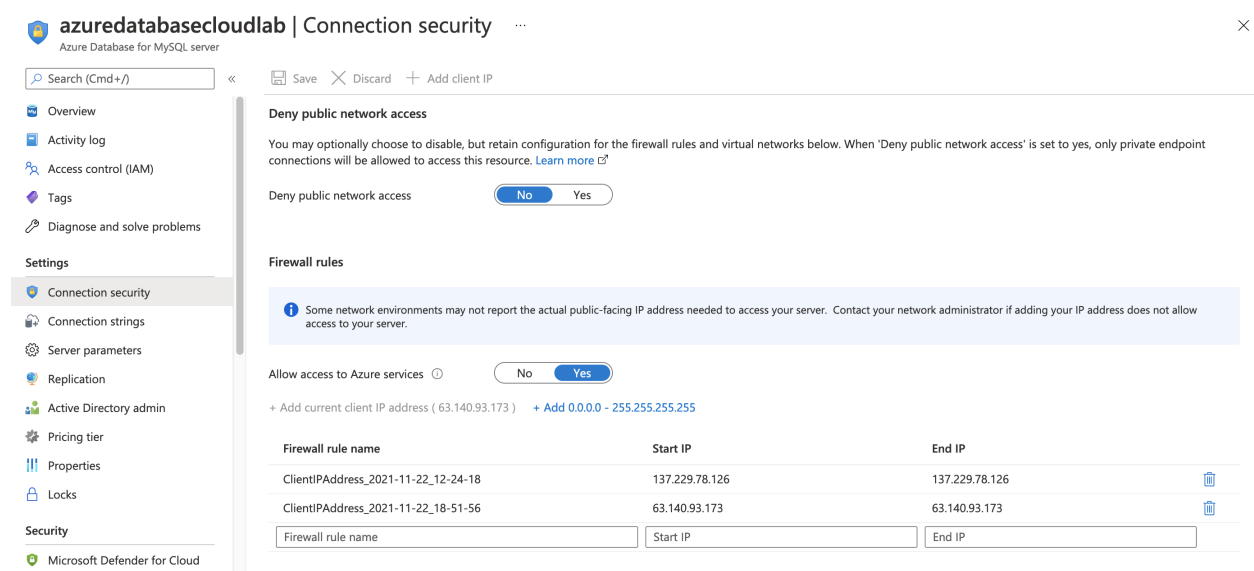 azuredatabasecloudlab | Connection security ...
Azure Database for MySQL server
Search (Cmd+/)
«
Save
Discard
Add client IP
Overview
Activity log
Access control (IAM)
Tags
Diagnose and solve problems
Settings
Connection security
Connection strings
Server parameters
Replication
Active Directory admin
Pricing tier
Properties
Locks
Security
Microsoft Defender for Cloud
Deny public network access
You may optionally choose to disable, but retain configuration for the firewall rules and virtual networks below. When 'Deny public network access' is set to yes, only private endpoint
connections will be allowed to access this resource. Learn more
Deny public network access No Yes
Firewall rules
Some network environments may not report the actual public-facing IP address needed to access your server. Contact your network administrator if adding your IP address does not allow
access to your server.
Allow access to Azure services No Yes
+ Add current client IP address ( 63.140.93.173 ) + Add 0.0.0.0 - 255.255.255.255
Firewall rule name Start IP End IP
ClientIPAddress_2021-11-22_12-24-18 137.229.78.126 137.229.78.126
ClientIPAddress_2021-11-22_18-51-56 63.140.93.173 63.140.93.173
Firewall rule name Start IP End IP